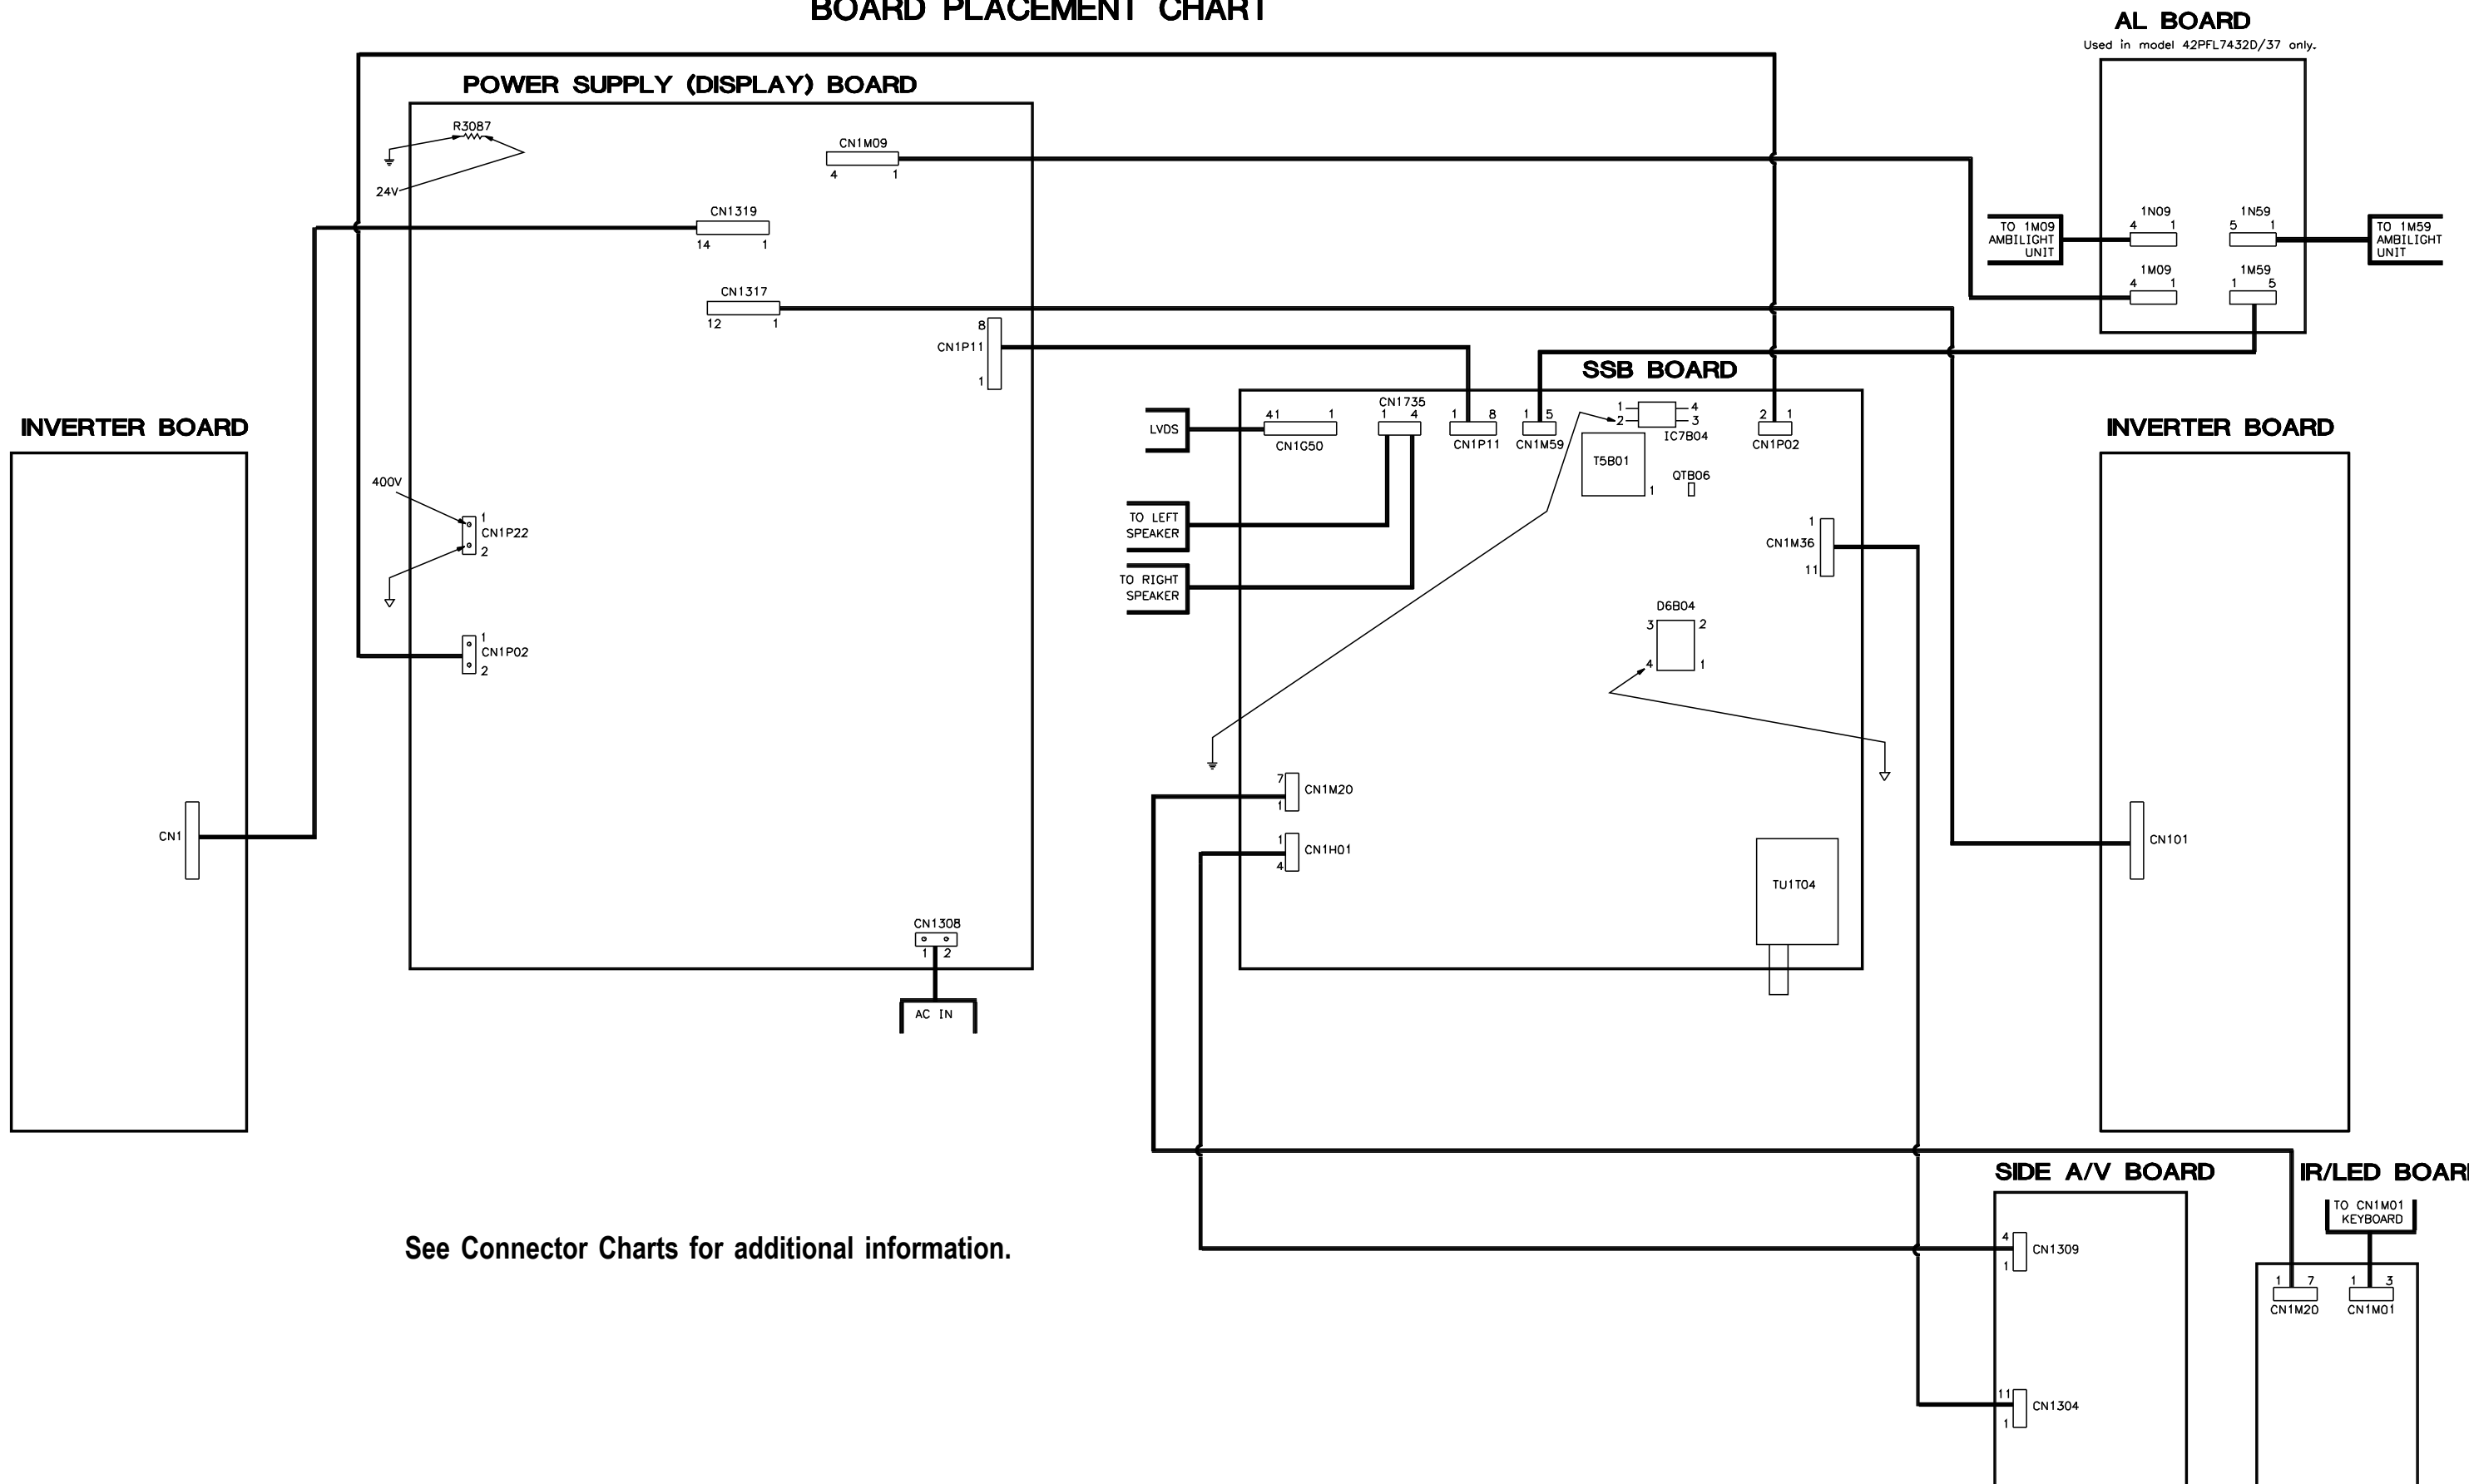 BOARD PLACEMENT CHART
AL BOARD
Used in model 42PFL7432D/37 only.
POWER SUPPLY (DISPLAY) BOARD
R3087
24V
CN1M09
4 1
CN1319
14 1
CN1317
12 1
8
CN1P11
1
400V
1
CN1P22
2
1
CN1P02
2
CN1308
1 2
AC IN
TO 1M09
AMBILIGHT
UNIT
1N09
4 1
1N59
5 1
TO 1M59
AMBILIGHT
UNIT
1M09
4 1
1M59
1 5
INVERTER BOARD
CN1
SSB BOARD
LVDS
41 1
CN1G50
CN1735
1 4
1 8
CN1P11
1 5
CN1M59
1 4
2 3
IC7B04
T5B01
1
QTB06
2 1
CN1P02
TO LEFT
SPEAKER
TO RIGHT
SPEAKER
1
CN1M36
11
D6B04
3 2
4 1
7
CN1M20
1
1
CN1H01
4
TU1T04
INVERTER BOARD
CN101
SIDE A/V BOARD
4
CN1309
1
11
CN1304
1
IR/LED BOAR
TO CN1M01
KEYBOARD
1 7
CN1M20
1 3
CN1M01
See Connector Charts for additional information.